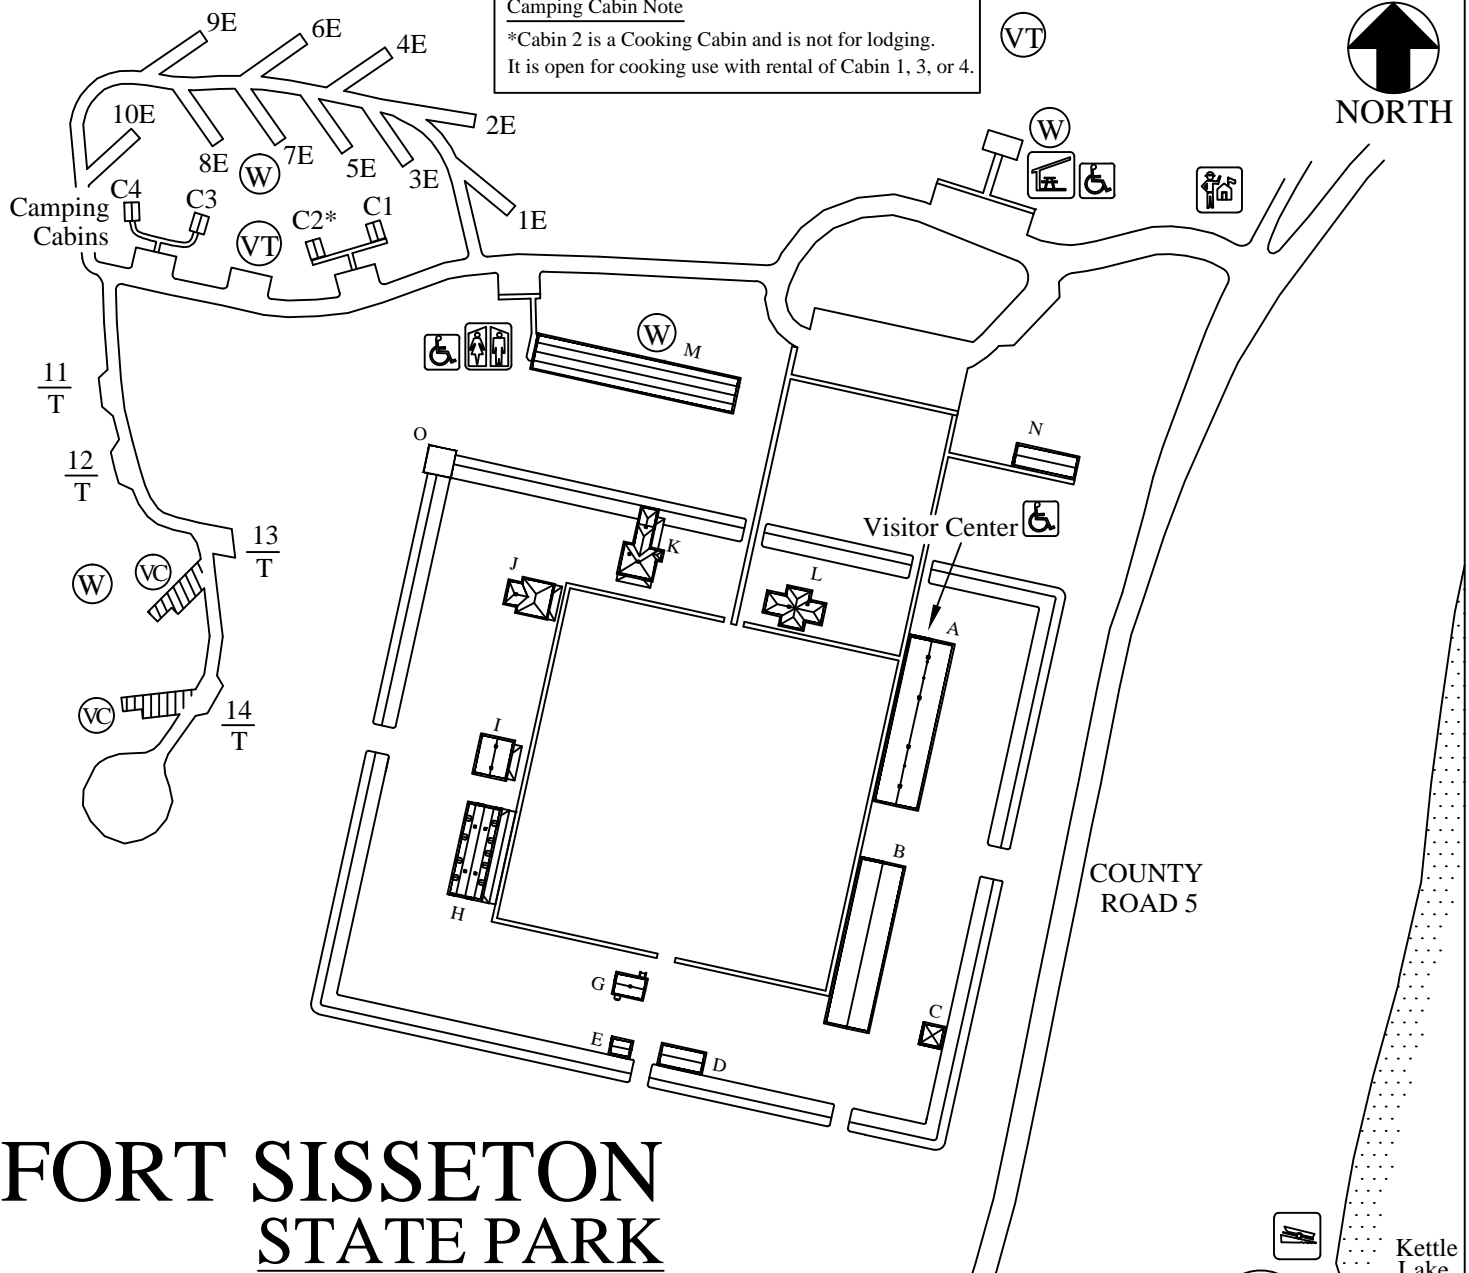 Camping Cabin Note
*Cabin 2 is a Cooking Cabin and is not for lodging.
It is open for cooking use with rental of Cabin 1, 3, or 4.
VT
NORTH
9E
6E
4E
2E
10E
8E
7E
5E
3E
1E
W
W
C4
C3
C2*
C1
Camping
Cabins
VT
W
M
11
T
12
T
13
T
14
T
W
VC
VC
O
N
Visitor Center
K
J
L
A
I
B
H
G
C
E
D
COUNTY
ROAD 5
FORT SISSETON
STATE PARK
Kettle
Lake